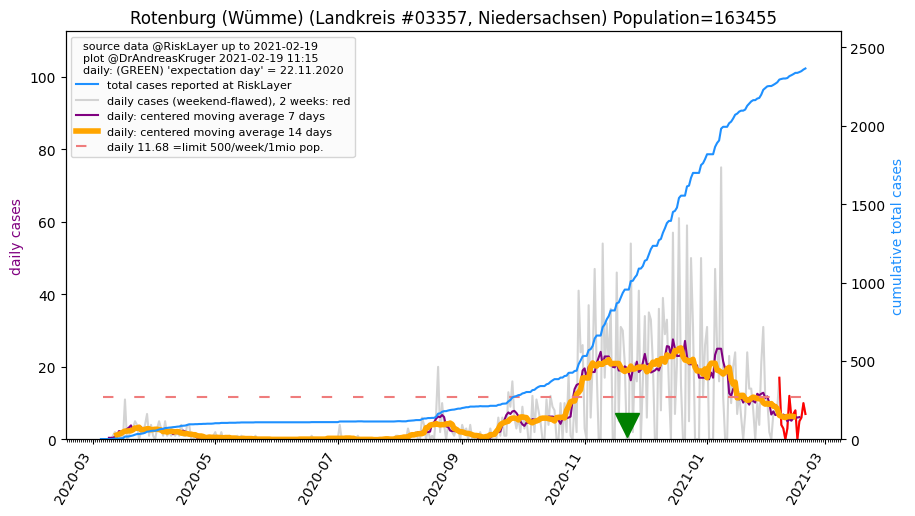 Rotenburg (Wümme) (Landkreis #03357, Niedersachsen) Population=163455
source data @RiskLayer up to 2021-02-19
plot @DrAndreasKruger 2021-02-19 11:15
daily: (GREEN) 'expectation day' = 22.11.2020
total cases reported at RiskLayer
daily cases (weekend-flawed), 2 weeks: red
daily: centered moving average 7 days
daily: centered moving average 14 days
daily 11.68 =limit 500/week/1mio pop.
daily cases
100
80
60
40
20
0
cumulative total cases
2500
2000
1500
1000
500
0
2020-03
2020-05
2020-07
2020-09
2020-11
2021-01
2021-03